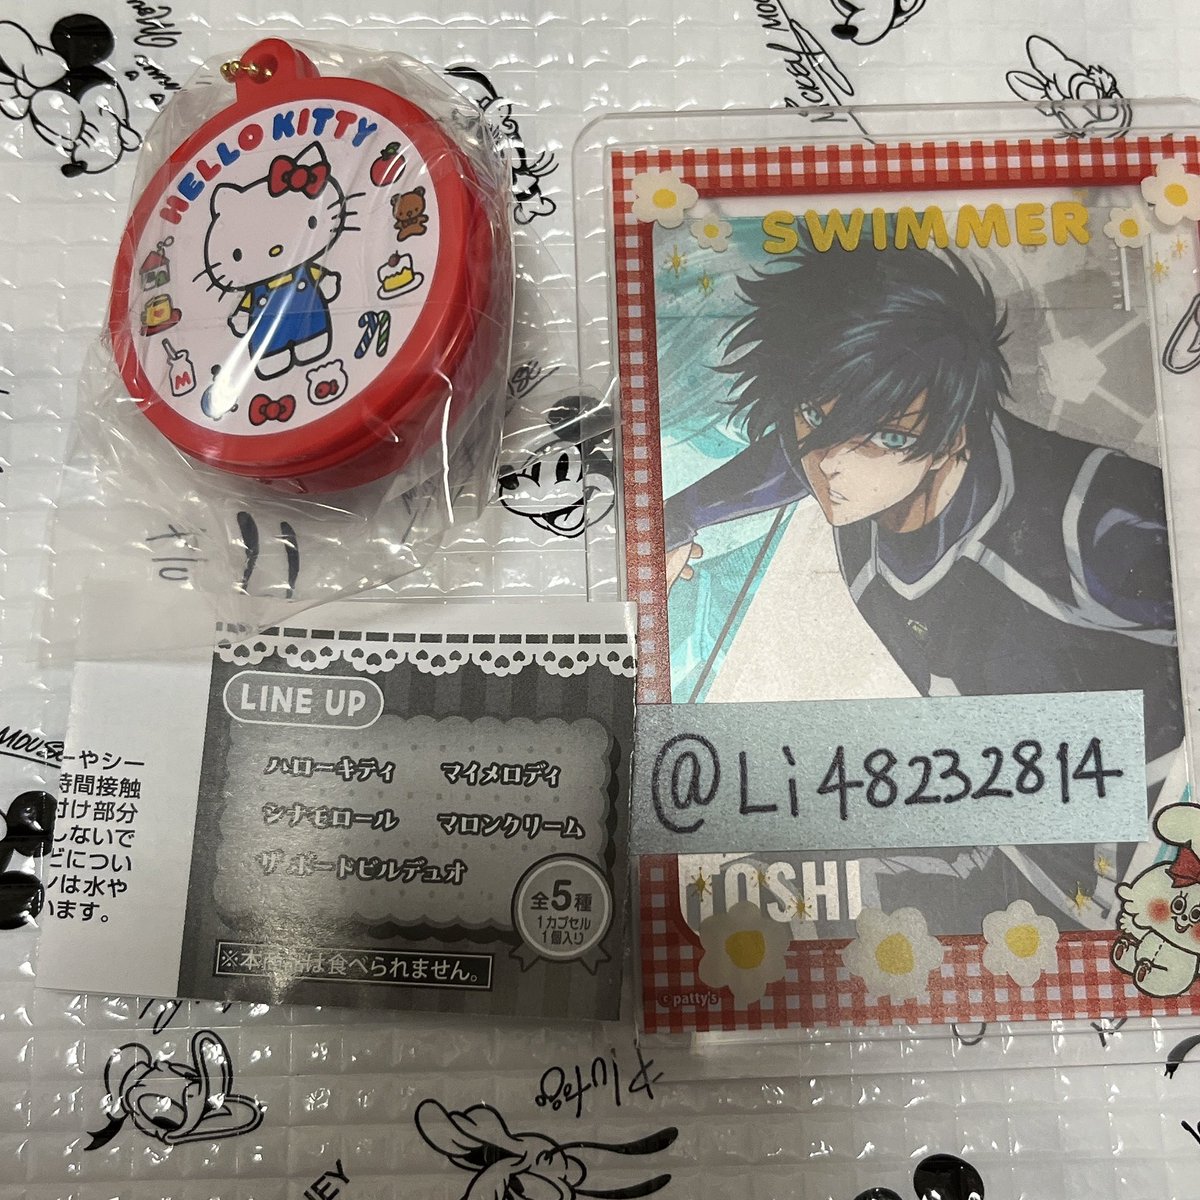 HELLO KITTY
M
SWIMMER
LINE UP
ハローキティ マイメロディ
シナモロール マロンクリーム
ザ ボードビルデュオ
全5種
1カプセル
1個入り
※本商品は食べられません。
ーやシー
時間接触
付け部分
しないで
どについ
ノは水や
います。
@Li48232814
ITOSHI
© patty's
MOUSE